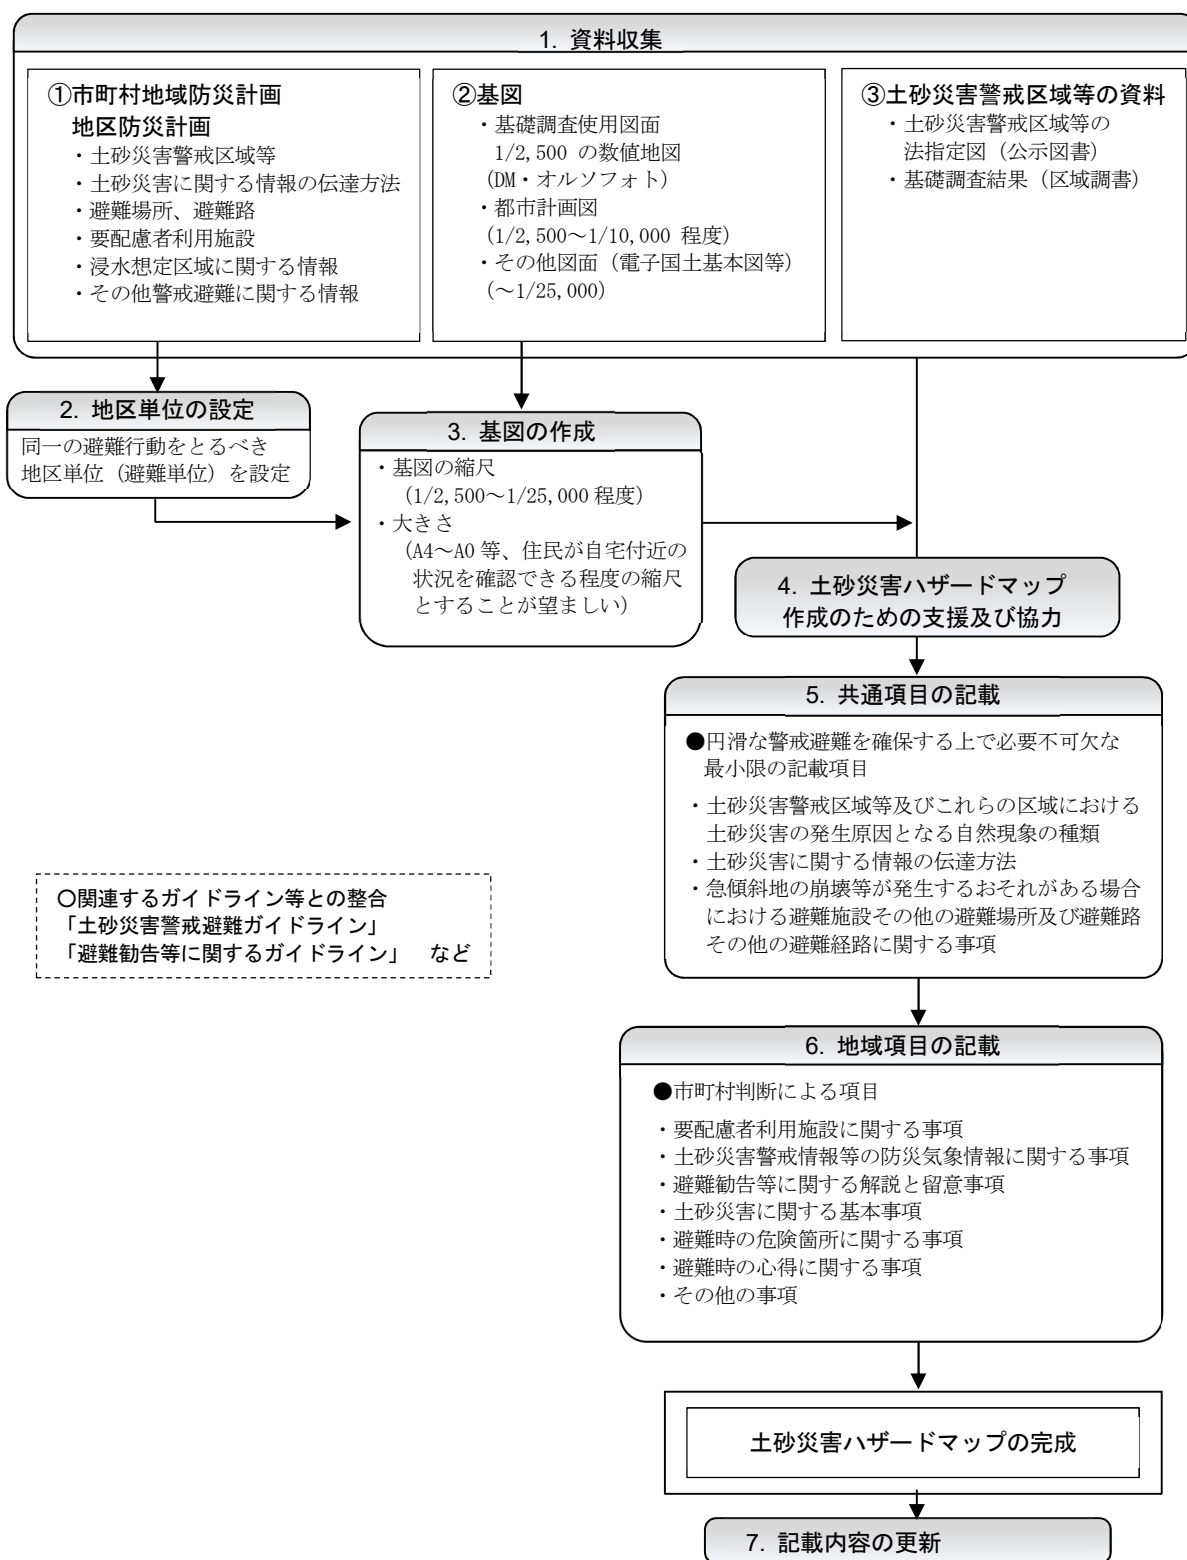 1. 資料収集
①市町村地域防災計画
地区防災計画
・土砂災害警戒区域等
・土砂災害に関する情報の伝達方法
・避難場所、避難路
・要配慮者利用施設
・浸水想定区域に関する情報
・その他警戒避難に関する情報
②基図
・基礎調査使用図面
1/2,500 の数値地図
(DM・オルソフォト)
・都市計画図
(1/2,500～1/10,000 程度)
・その他図面（電子国土基本図等）
(～1/25,000)
③土砂災害警戒区域等の資料
・土砂災害警戒区域等の
法指定図（公示図書）
・基礎調査結果（区域調書）
2. 地区単位の設定
同一の避難行動をとるべき
地区単位（避難単位）を設定
3. 基図の作成
・基図の縮尺
(1/2,500～1/25,000 程度)
・大きさ
(A4～A0 等、住民が自宅付近の
状況を確認できる程度の縮尺
とすることが望ましい)
4. 土砂災害ハザードマップ
作成のための支援及び協力
5. 共通項目の記載
●円滑な警戒避難を確保する上で必要不可欠な
最小限の記載項目
・土砂災害警戒区域等及びこれらの区域における
土砂災害の発生原因となる自然現象の種類
・土砂災害に関する情報の伝達方法
・急傾斜地の崩壊等が発生するおそれがある場合
における避難施設その他の避難場所及び避難路
その他の避難経路に関する事項
〇関連するガイドライン等との整合
「土砂災害警戒避難ガイドライン」
「避難勧告等に関するガイドライン」　など
6. 地域項目の記載
●市町村判断による項目
・要配慮者利用施設に関する事項
・土砂災害警戒情報等の防災気象情報に関する事項
・避難勧告等に関する解説と留意事項
・土砂災害に関する基本事項
・避難時の危険箇所に関する事項
・避難時の心得に関する事項
・その他の事項
土砂災害ハザードマップの完成
7. 記載内容の更新